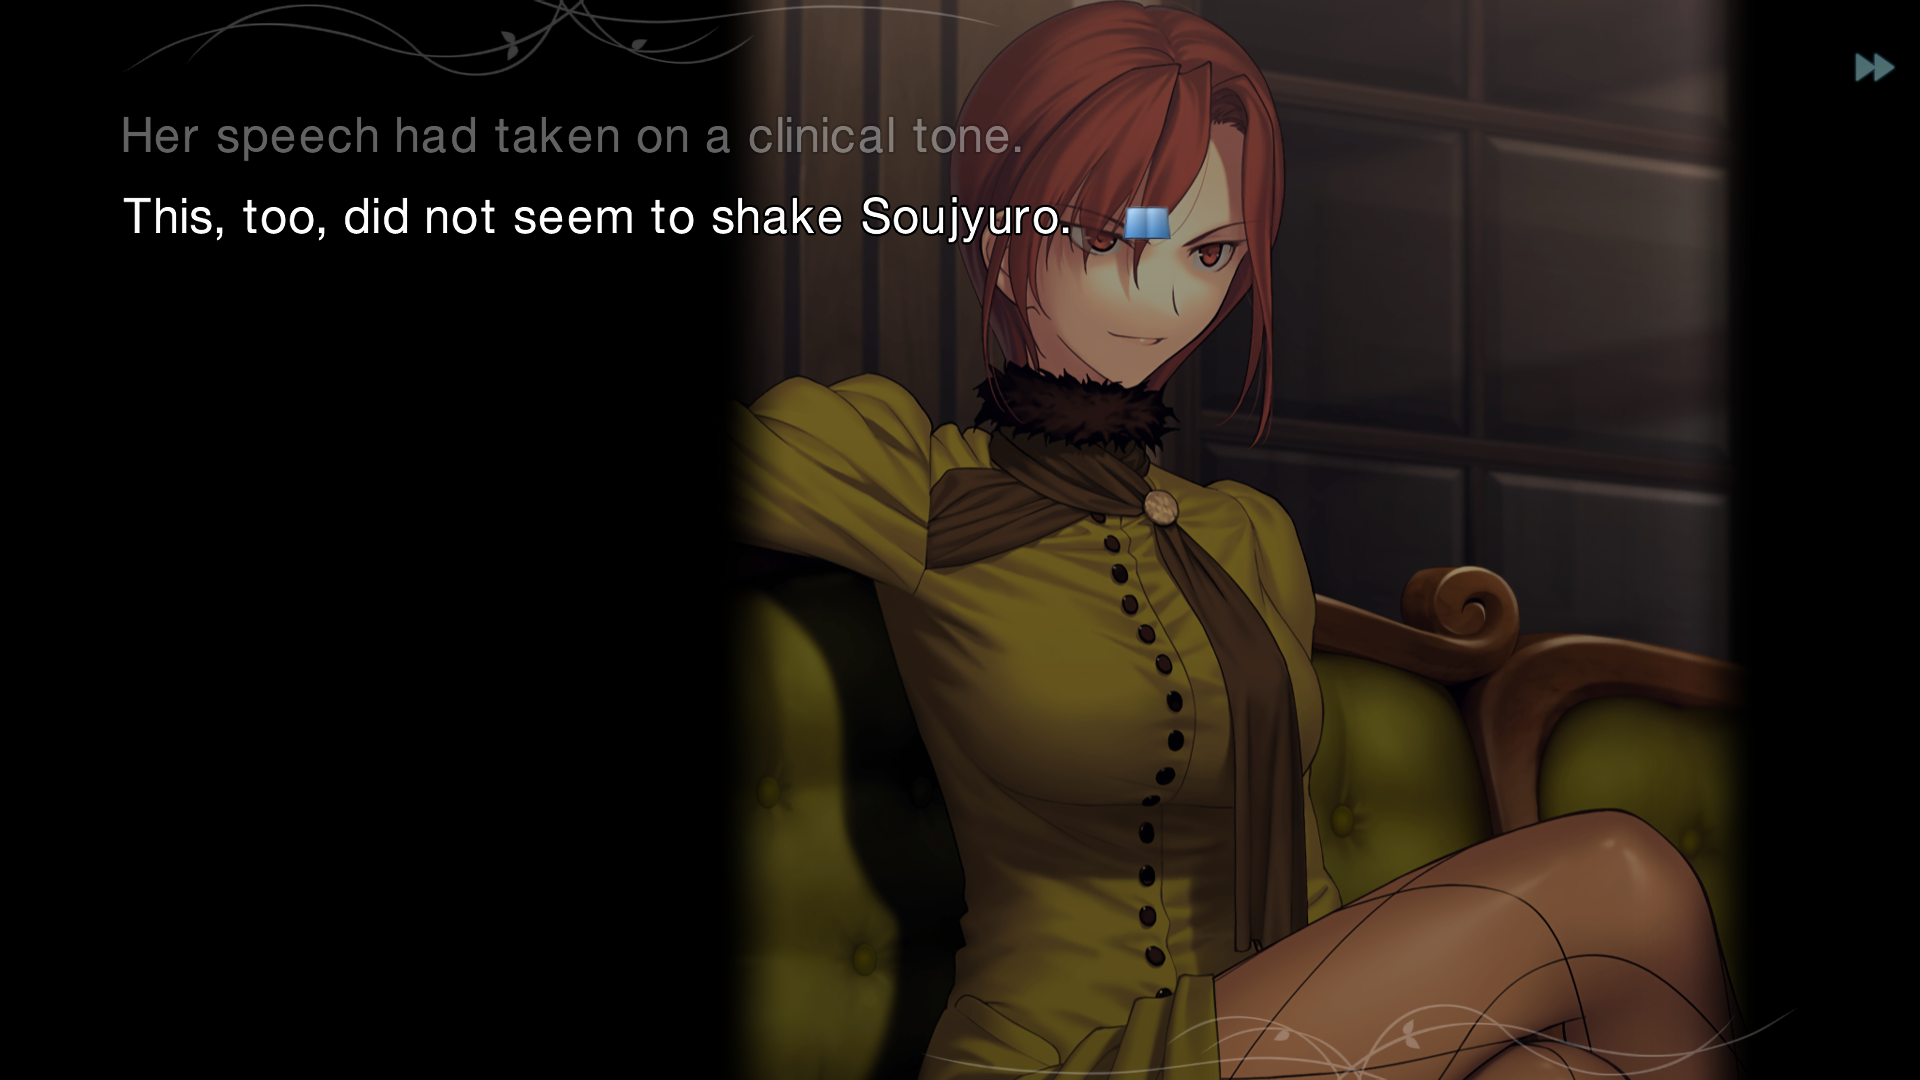 Her speech had taken on a clinical tone.
This, too, did not seem to shake Soujyuro.